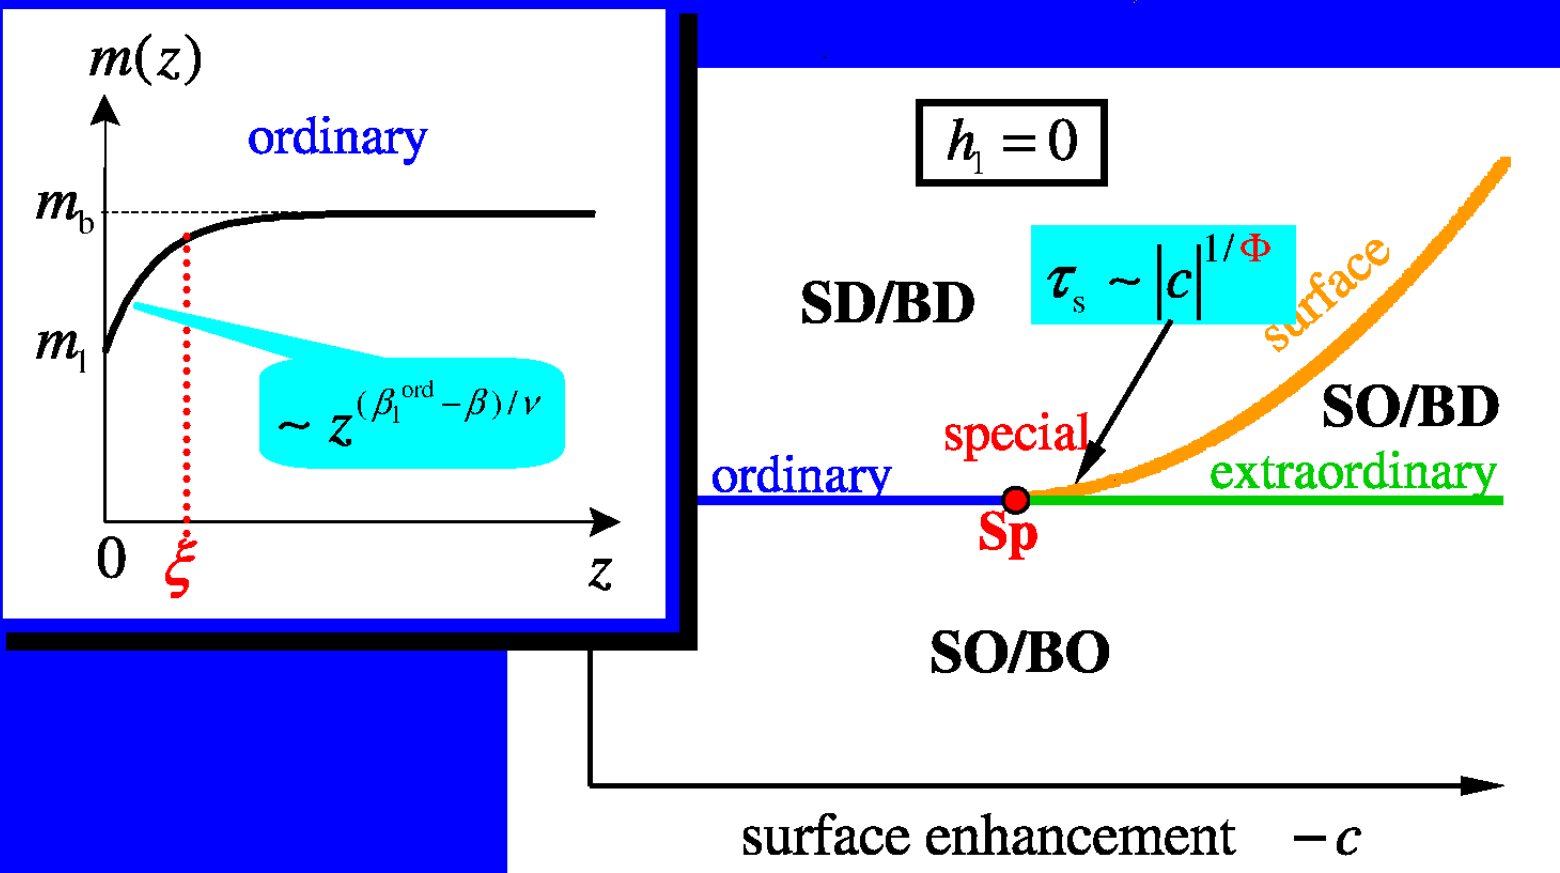 m(z)
ordinary
m_b
m_1
~ z^{(β_1^{ord} − β)/ν}
0
ξ
z
h_1 = 0
τ_s ~ |c|^{1/Φ}
surface
SD/BD
SO/BD
special
ordinary
extraordinary
Sp
SO/BO
surface enhancement −c